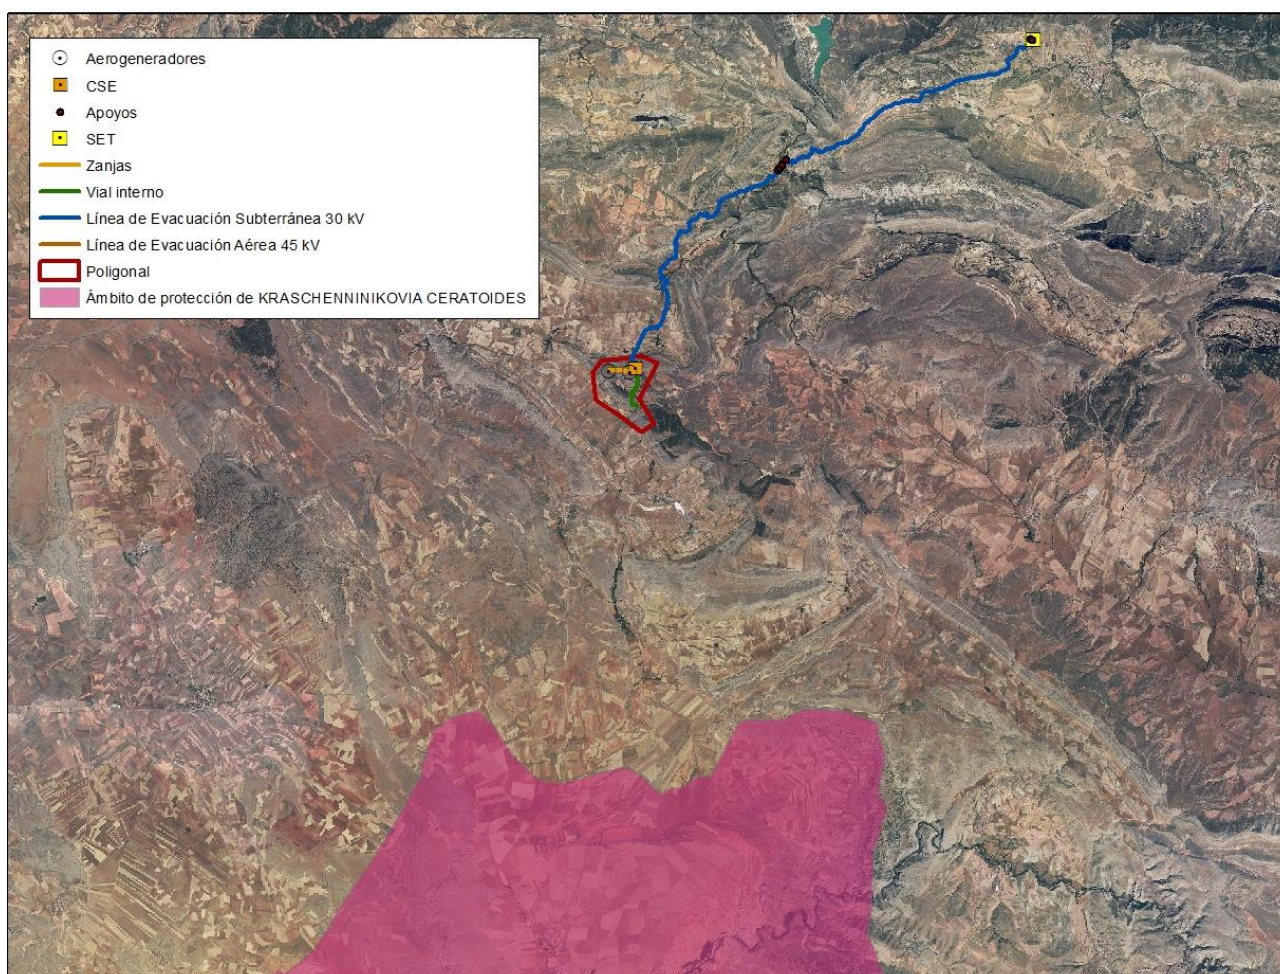 Aerogeneradores
CSE
Apoyos
SET
Zanjas
Vial interno
Línea de Evacuación Subterránea 30 kV
Línea de Evacuación Aérea 45 kV
Poligonal
Ámbito de protección de KRASCHENNINIKOVIA CERATOIDES